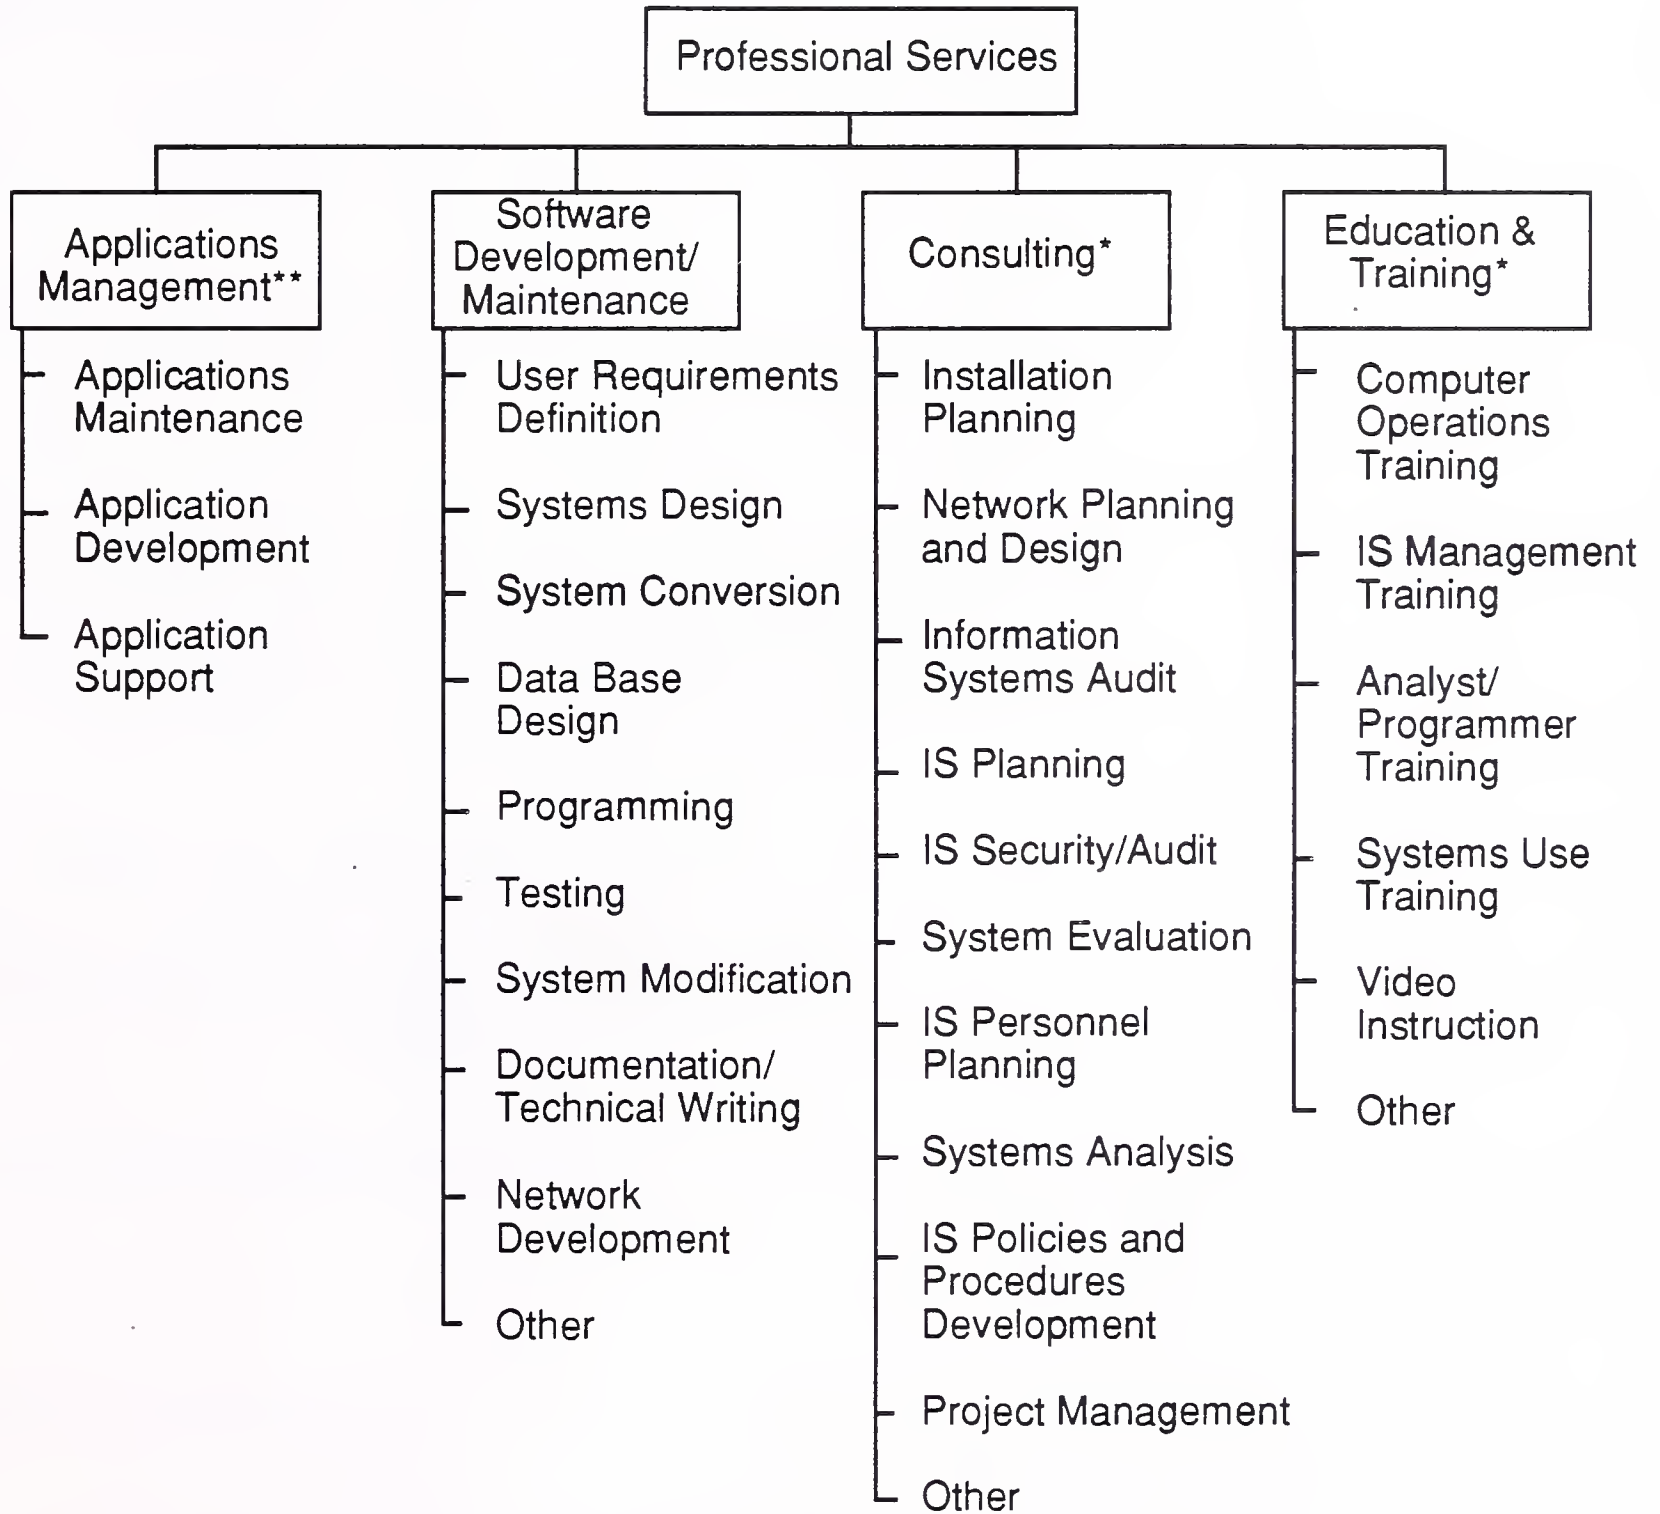 Professional Services
Applications
Management**
Applications
Maintenance
Application
Development
Application
Support
Software
Development/
Maintenance
User Requirements
Definition
Systems Design
System Conversion
Data Base
Design
Programming
Testing
System Modification
Documentation/
Technical Writing
Network
Development
Other
Consulting*
Installation
Planning
Network Planning
and Design
Information
Systems Audit
IS Planning
IS Security/Audit
System Evaluation
IS Personnel
Planning
Systems Analysis
IS Policies and
Procedures
Development
Project Management
Other
Education &
Training*
Computer
Operations
Training
IS Management
Training
Analyst/
Programmer
Training
Systems Use
Training
Video
Instruction
Other